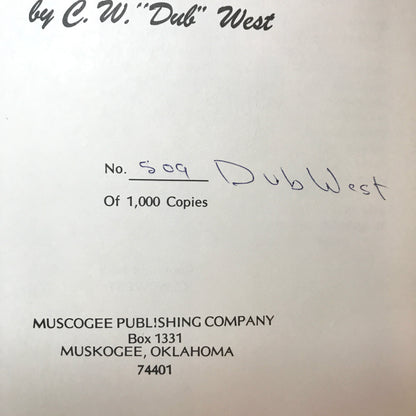 by C. W. "Dub" West
No. 509 Dub West
Of 1,000 Copies
MUSCOGEE PUBLISHING COMPANY
Box 1331
MUSKOGEE, OKLAHOMA
74401